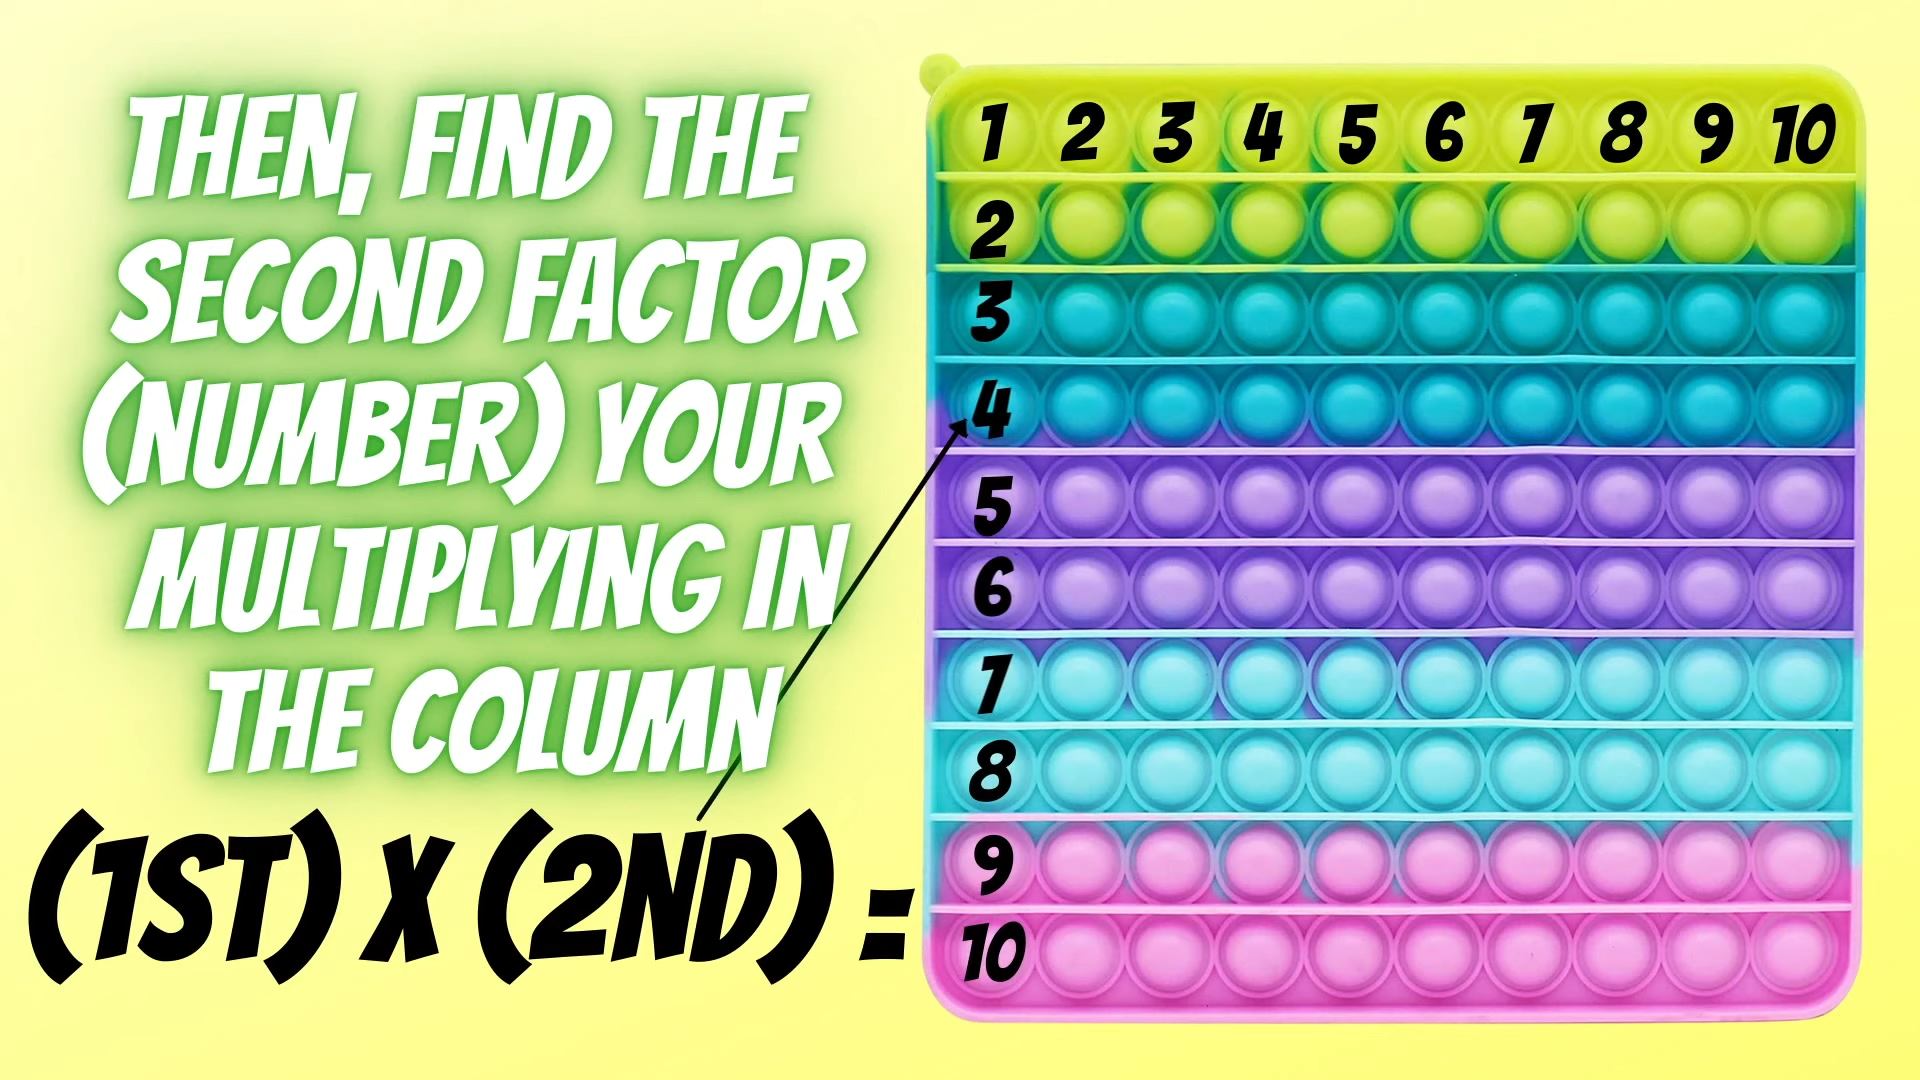 THEN, FIND THE
SECOND FACTOR
(NUMBER) YOUR
MULTIPLYING IN
THE COLUMN
(1ST) X (2ND) =
1 2 3 4 5 6 7 8 9 10
2
3
4
5
6
7
8
9
10